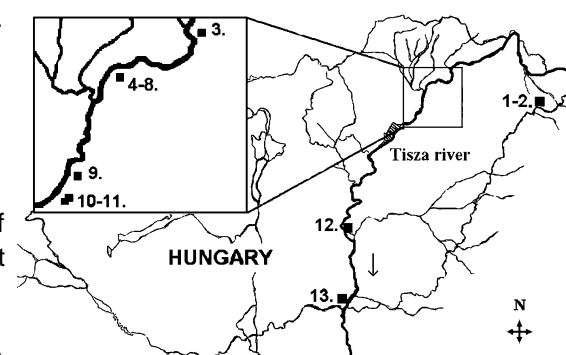 3.
4-8.
1-2.
Tisza river
9.
10-11.
f
12.
t
HUNGARY
13.
N